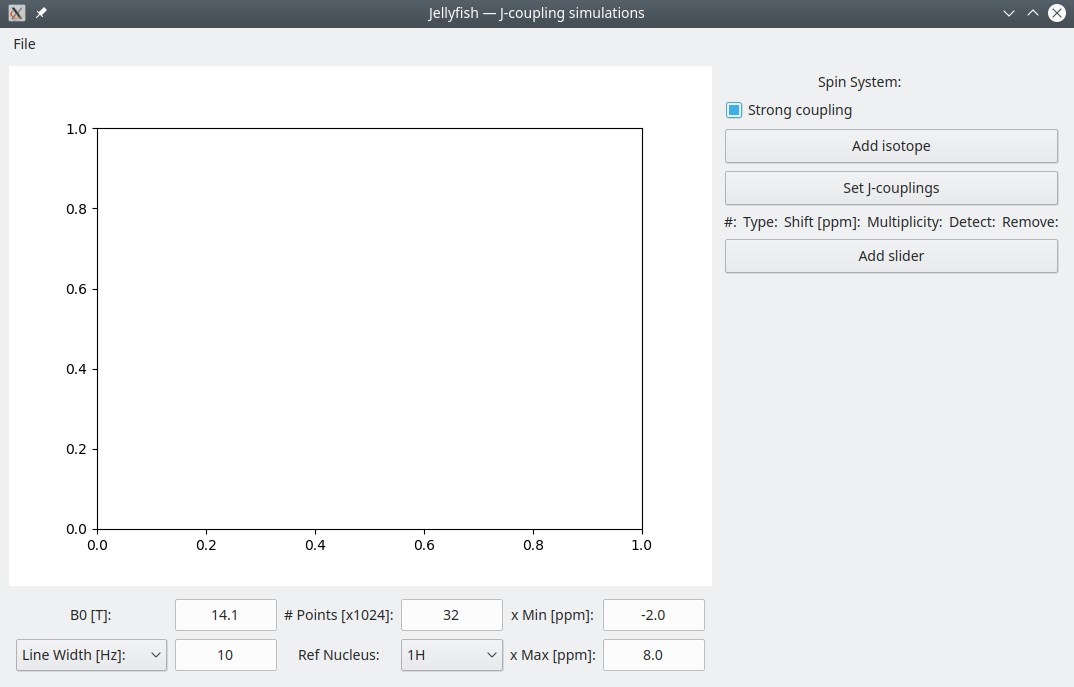 Jellyfish — J-coupling simulations
File
Spin System:
Strong coupling
Add isotope
Set J-couplings
#: Type: Shift [ppm]: Multiplicity: Detect: Remove:
Add slider
1.0
0.8
0.6
0.4
0.2
0.0
0.0 0.2 0.4 0.6 0.8 1.0
B0 [T]: 14.1 # Points [x1024]: 32 x Min [ppm]: -2.0
Line Width [Hz]: 10 Ref Nucleus: 1H x Max [ppm]: 8.0